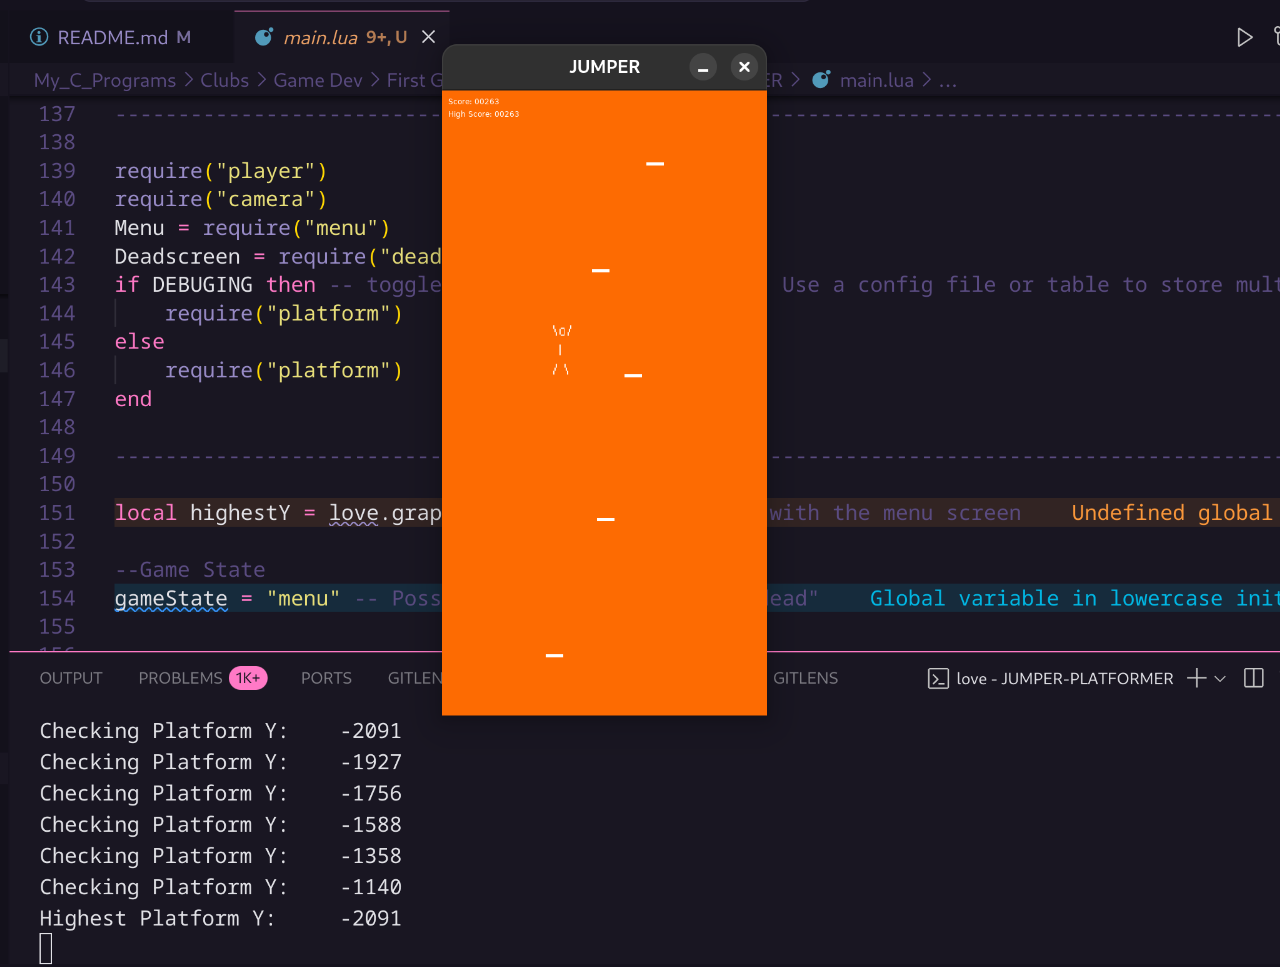 README.md M
main.lua 9+, U
My_C_Programs > Clubs > Game Dev > First G
ER > main.lua > ...
JUMPER
Score: 00263
High Score: 00263
\o/
|
/ \
137 --------------------------
138
139 require("player")
140 require("camera")
141 Menu = require("menu")
142 Deadscreen = require("dead
143 if DEBUGING then -- toggle Use a config file or table to store mult
144 require("platform")
145 else
146 require("platform")
147 end
148
149 --------------------------
150
151 local highestY = love.grap with the menu screen Undefined global
152
153 --Game State
154 gameState = "menu" -- Poss ead" Global variable in lowercase init
155
OUTPUT PROBLEMS 1K+ PORTS GITLEN GITLENS love - JUMPER-PLATFORMER
Checking Platform Y: -2091
Checking Platform Y: -1927
Checking Platform Y: -1756
Checking Platform Y: -1588
Checking Platform Y: -1358
Checking Platform Y: -1140
Highest Platform Y: -2091